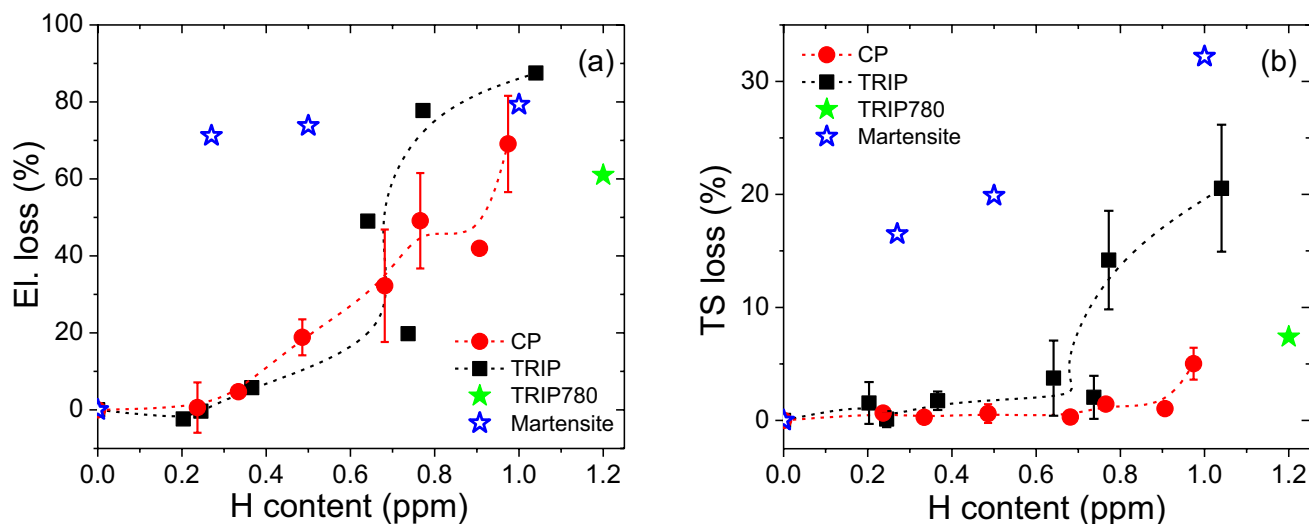 El. loss (%)
100
80
60
40
20
0
0.0 0.2 0.4 0.6 0.8 1.0 1.2
H content (ppm)
(a)
CP
TRIP
TRIP780
Martensite
TS loss (%)
30
20
10
0
0.0 0.2 0.4 0.6 0.8 1.0 1.2
H content (ppm)
(b)
CP
TRIP
TRIP780
Martensite